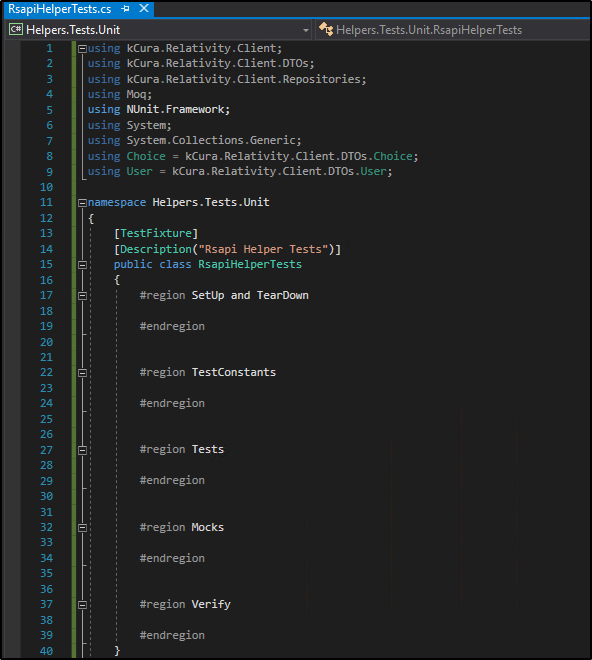 RsapiHelperTests.cs
C# Helpers.Tests.Unit Helpers.Tests.Unit.RsapiHelperTests
1 using kCura.Relativity.Client;
2 using kCura.Relativity.Client.DTOs;
3 using kCura.Relativity.Client.Repositories;
4 using Moq;
5 using NUnit.Framework;
6 using System;
7 using System.Collections.Generic;
8 using Choice = kCura.Relativity.Client.DTOs.Choice;
9 using User = kCura.Relativity.Client.DTOs.User;
10
11 namespace Helpers.Tests.Unit
12 {
13 [TestFixture]
14 [Description("Rsapi Helper Tests")]
15 public class RsapiHelperTests
16 {
17 #region SetUp and TearDown
18
19 #endregion
20
21
22 #region TestConstants
23
24 #endregion
25
26
27 #region Tests
28
29 #endregion
30
31
32 #region Mocks
33
34 #endregion
35
36
37 #region Verify
38
39 #endregion
40 }